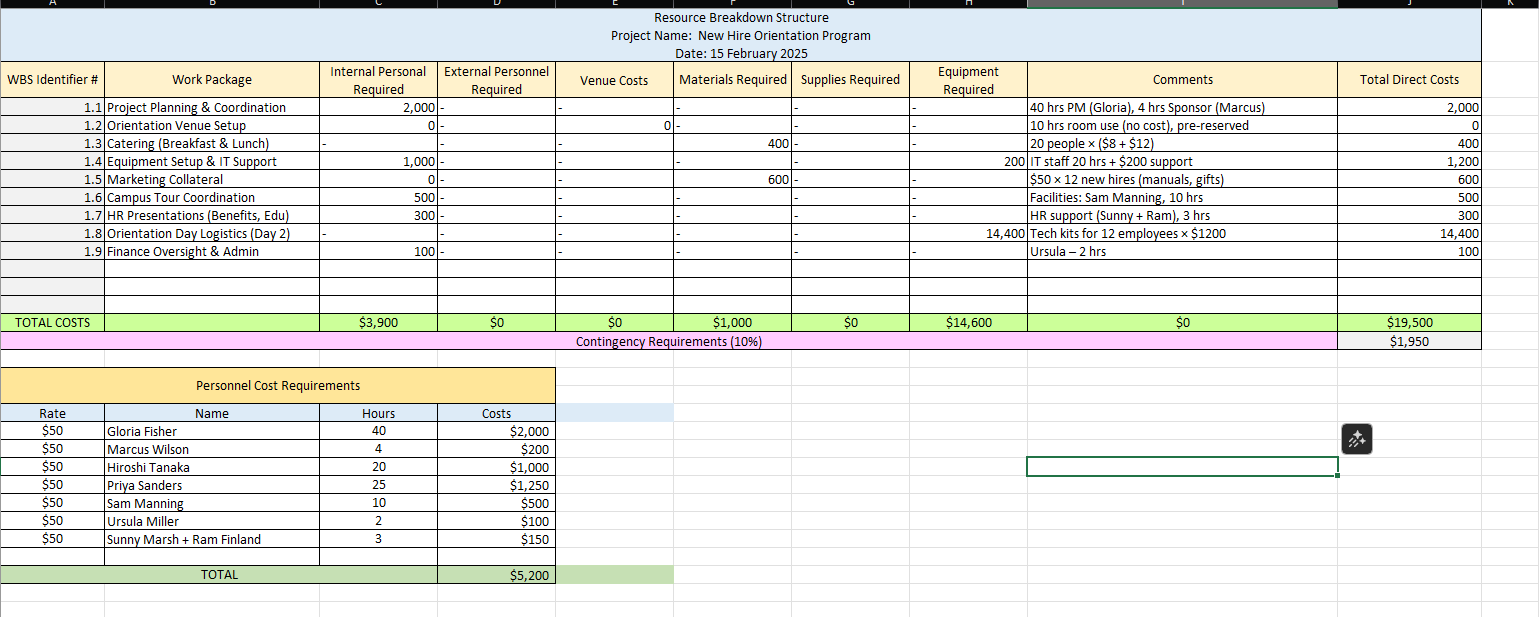 A B C D E F G H I J K
Resource Breakdown Structure
Project Name: New Hire Orientation Program
Date: 15 February 2025
WBS Identifier # Work Package Internal Personal Required External Personnel Required Venue Costs Materials Required Supplies Required Equipment Required Comments Total Direct Costs
1.1 Project Planning & Coordination 2,000 - - - - - 40 hrs PM (Gloria), 4 hrs Sponsor (Marcus) 2,000
1.2 Orientation Venue Setup 0 - 0 - - - 10 hrs room use (no cost), pre-reserved 0
1.3 Catering (Breakfast & Lunch) - - - 400 - - 20 people × ($8 + $12) 400
1.4 Equipment Setup & IT Support 1,000 - - - - 200 IT staff 20 hrs + $200 support 1,200
1.5 Marketing Collateral 0 - - 600 - - $50 × 12 new hires (manuals, gifts) 600
1.6 Campus Tour Coordination 500 - - - - - Facilities: Sam Manning, 10 hrs 500
1.7 HR Presentations (Benefits, Edu) 300 - - - - - HR support (Sunny + Ram), 3 hrs 300
1.8 Orientation Day Logistics (Day 2) - - - - - 14,400 Tech kits for 12 employees × $1200 14,400
1.9 Finance Oversight & Admin 100 - - - - - Ursula – 2 hrs 100
TOTAL COSTS $3,900 $0 $0 $1,000 $0 $14,600 $0 $19,500
Contingency Requirements (10%) $1,950
Personnel Cost Requirements
Rate Name Hours Costs
$50 Gloria Fisher 40 $2,000
$50 Marcus Wilson 4 $200
$50 Hiroshi Tanaka 20 $1,000
$50 Priya Sanders 25 $1,250
$50 Sam Manning 10 $500
$50 Ursula Miller 2 $100
$50 Sunny Marsh + Ram Finland 3 $150
TOTAL $5,200